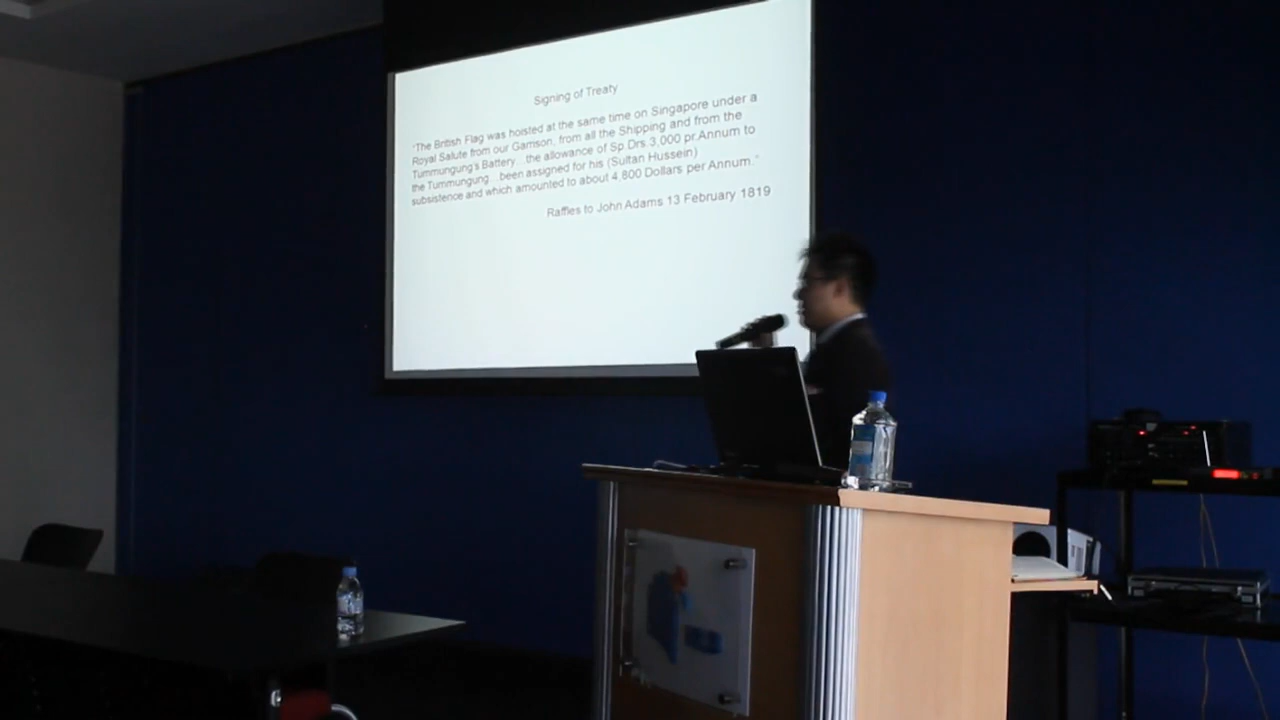 Signing of Treaty
"The British Flag was hoisted at the same time on Singapore under a
Royal Salute from our Garrison, from all the Shipping and from the
Tummungung's Battery...the allowance of Sp.Drs.3,000 pr.Annum to
the Tummungung...been assigned for his (Sultan Hussein)
subsistence and which amounted to about 4,800 Dollars per Annum."
Raffles to John Adams 13 February 1819